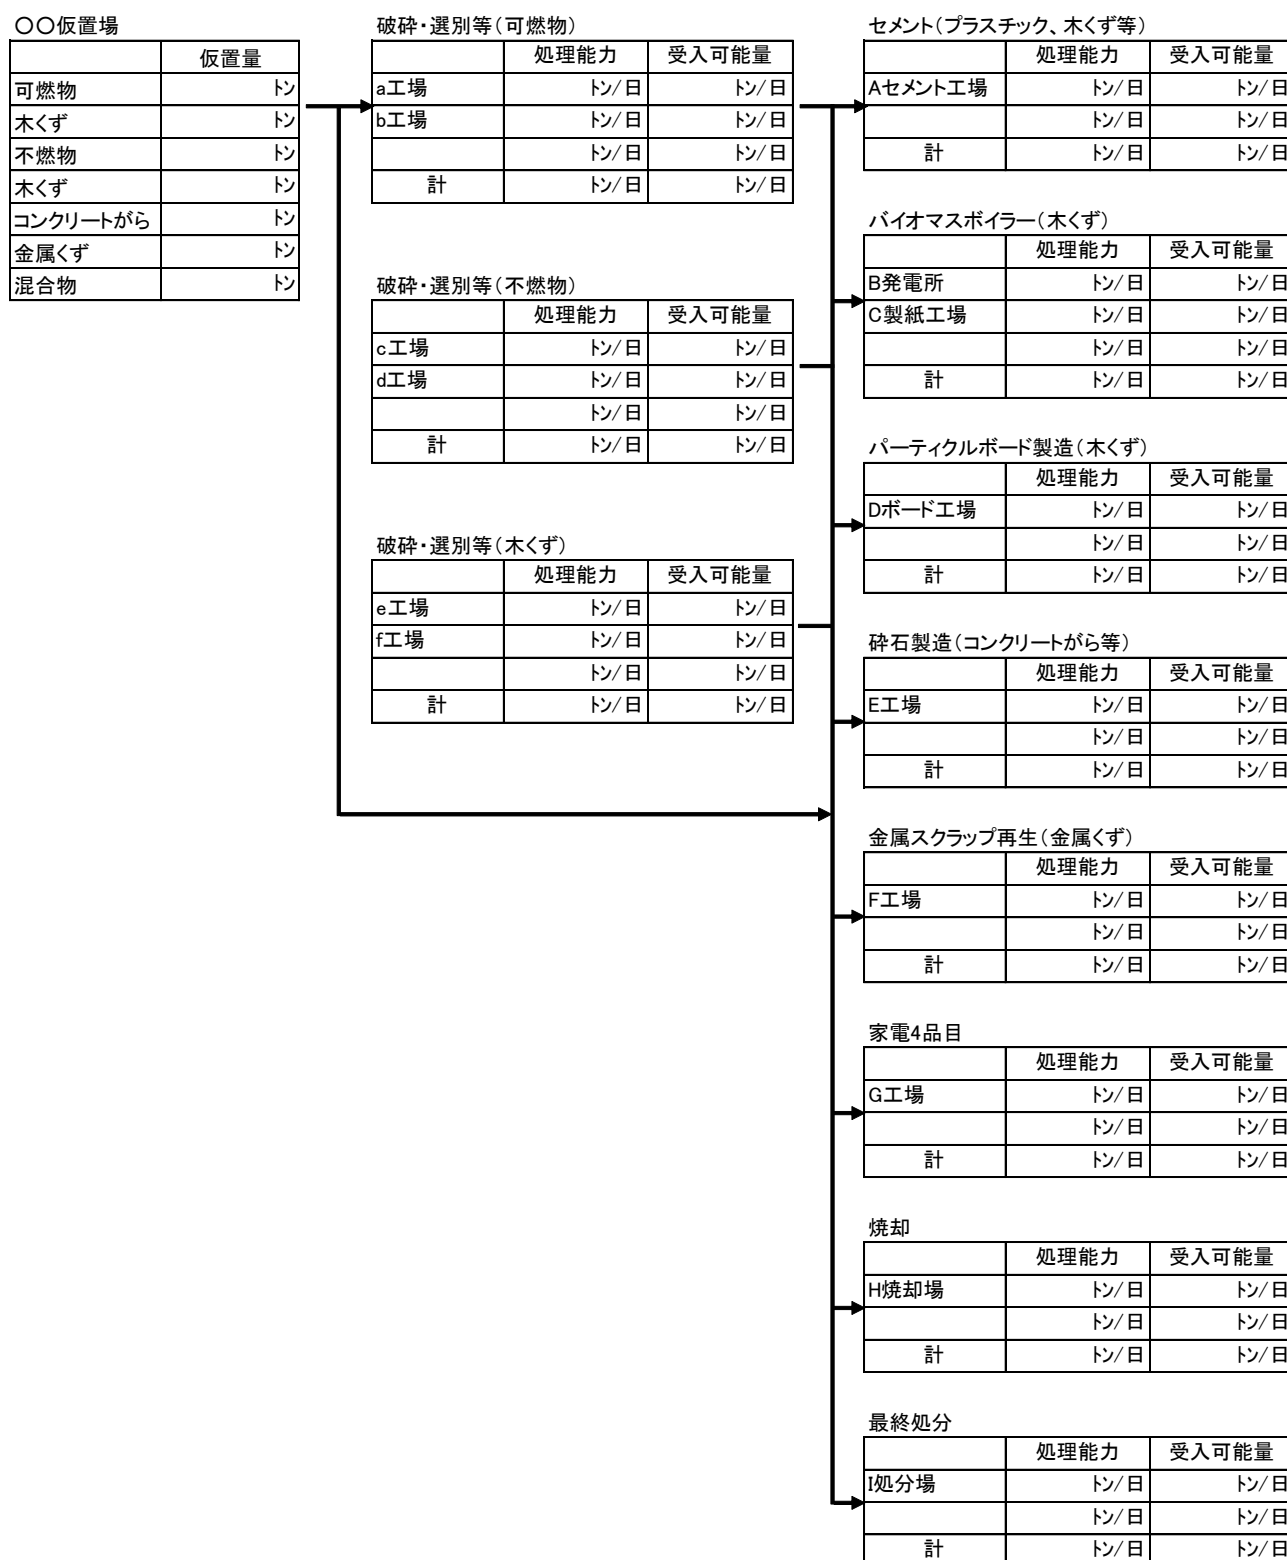 〇〇仮置場
仮置量
可燃物 トン
木くず トン
不燃物 トン
木くず トン
コンクリートがら トン
金属くず トン
混合物 トン
破砕・選別等(可燃物)
処理能力 受入可能量
a工場 トン/日 トン/日
b工場 トン/日 トン/日
トン/日 トン/日
計 トン/日 トン/日
破砕・選別等(不燃物)
処理能力 受入可能量
c工場 トン/日 トン/日
d工場 トン/日 トン/日
トン/日 トン/日
計 トン/日 トン/日
破砕・選別等(木くず)
処理能力 受入可能量
e工場 トン/日 トン/日
f工場 トン/日 トン/日
トン/日 トン/日
計 トン/日 トン/日
セメント(プラスチック、木くず等)
処理能力 受入可能量
Aセメント工場 トン/日 トン/日
トン/日 トン/日
計 トン/日 トン/日
バイオマスボイラー(木くず)
処理能力 受入可能量
B発電所 トン/日 トン/日
C製紙工場 トン/日 トン/日
トン/日 トン/日
計 トン/日 トン/日
パーティクルボード製造(木くず)
処理能力 受入可能量
Dボード工場 トン/日 トン/日
トン/日 トン/日
計 トン/日 トン/日
砕石製造(コンクリートがら等)
処理能力 受入可能量
E工場 トン/日 トン/日
トン/日 トン/日
計 トン/日 トン/日
金属スクラップ再生(金属くず)
処理能力 受入可能量
F工場 トン/日 トン/日
トン/日 トン/日
計 トン/日 トン/日
家電4品目
処理能力 受入可能量
G工場 トン/日 トン/日
トン/日 トン/日
計 トン/日 トン/日
焼却
処理能力 受入可能量
H焼却場 トン/日 トン/日
トン/日 トン/日
計 トン/日 トン/日
最終処分
処理能力 受入可能量
I処分場 トン/日 トン/日
トン/日 トン/日
計 トン/日 トン/日